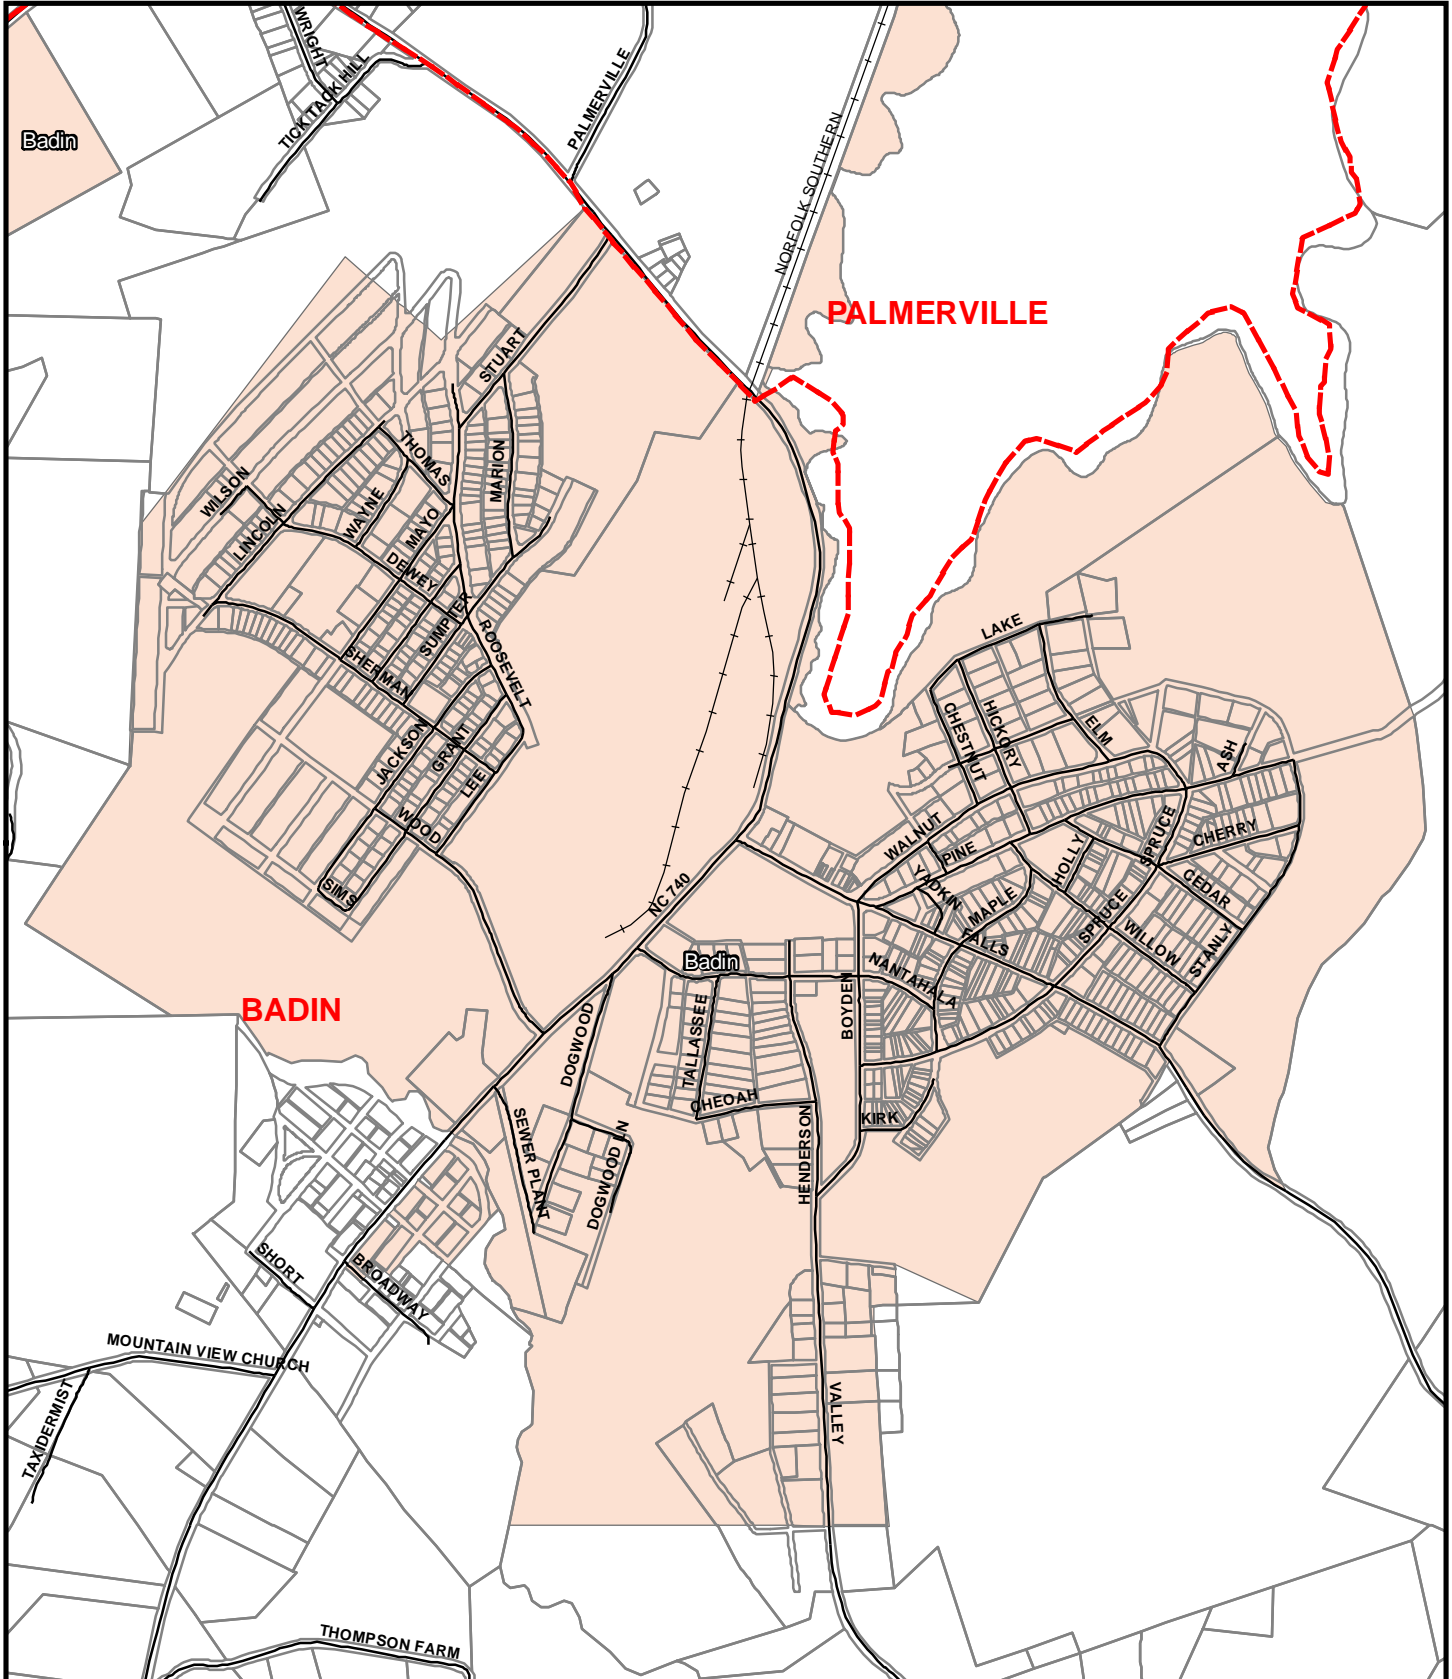 WRIGHT
TICK TACK HILL
PALMERVILLE
Badin
NORFOLK SOUTHERN
PALMERVILLE
STUART
THOMAS
MARION
WILSON
WAYNE
LINCOLN
MAYO
DEWEY
SUMPTER
ROOSEVELT
SHERMAN
LAKE
CHESTNUT
HICKORY
ELM
JACKSON
GRANT
LEE
ASH
WOOD
WALNUT
PINE
SPRUCE
CHERRY
HOLLY
SIMS
NC 740
YADKIN
MAPLE
CEDAR
SPRUCE
FALLS
WILLOW
STANLY
Badin
NANTAHALA
BADIN
BOYDEN
DOGWOOD
TALLASSEE
CHEOAH
KIRK
SEWER PLANT
DOGWOOD LN
HENDERSON
SHORT
BROADWAY
MOUNTAIN VIEW CHURCH
TAXIDERMIST
VALLEY
THOMPSON FARM